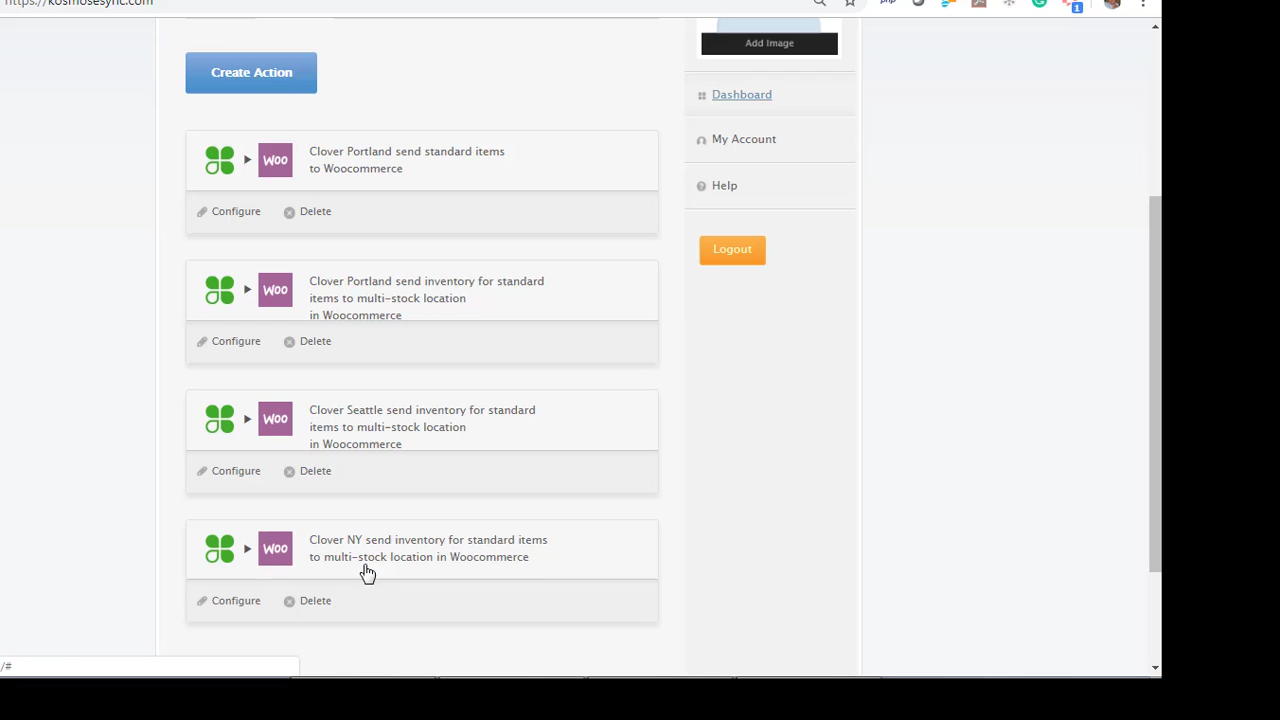 https://kosmosesync.com
php
1
Add Image
Create Action
Dashboard
WOO
Clover Portland send standard items
to Woocommerce
My Account
Help
Configure
Delete
Logout
WOO
Clover Portland send inventory for standard
items to multi-stock location
in Woocommerce
Configure
Delete
WOO
Clover Seattle send inventory for standard
items to multi-stock location
in Woocommerce
Configure
Delete
WOO
Clover NY send inventory for standard items
to multi-stock location in Woocommerce
Configure
Delete
/#